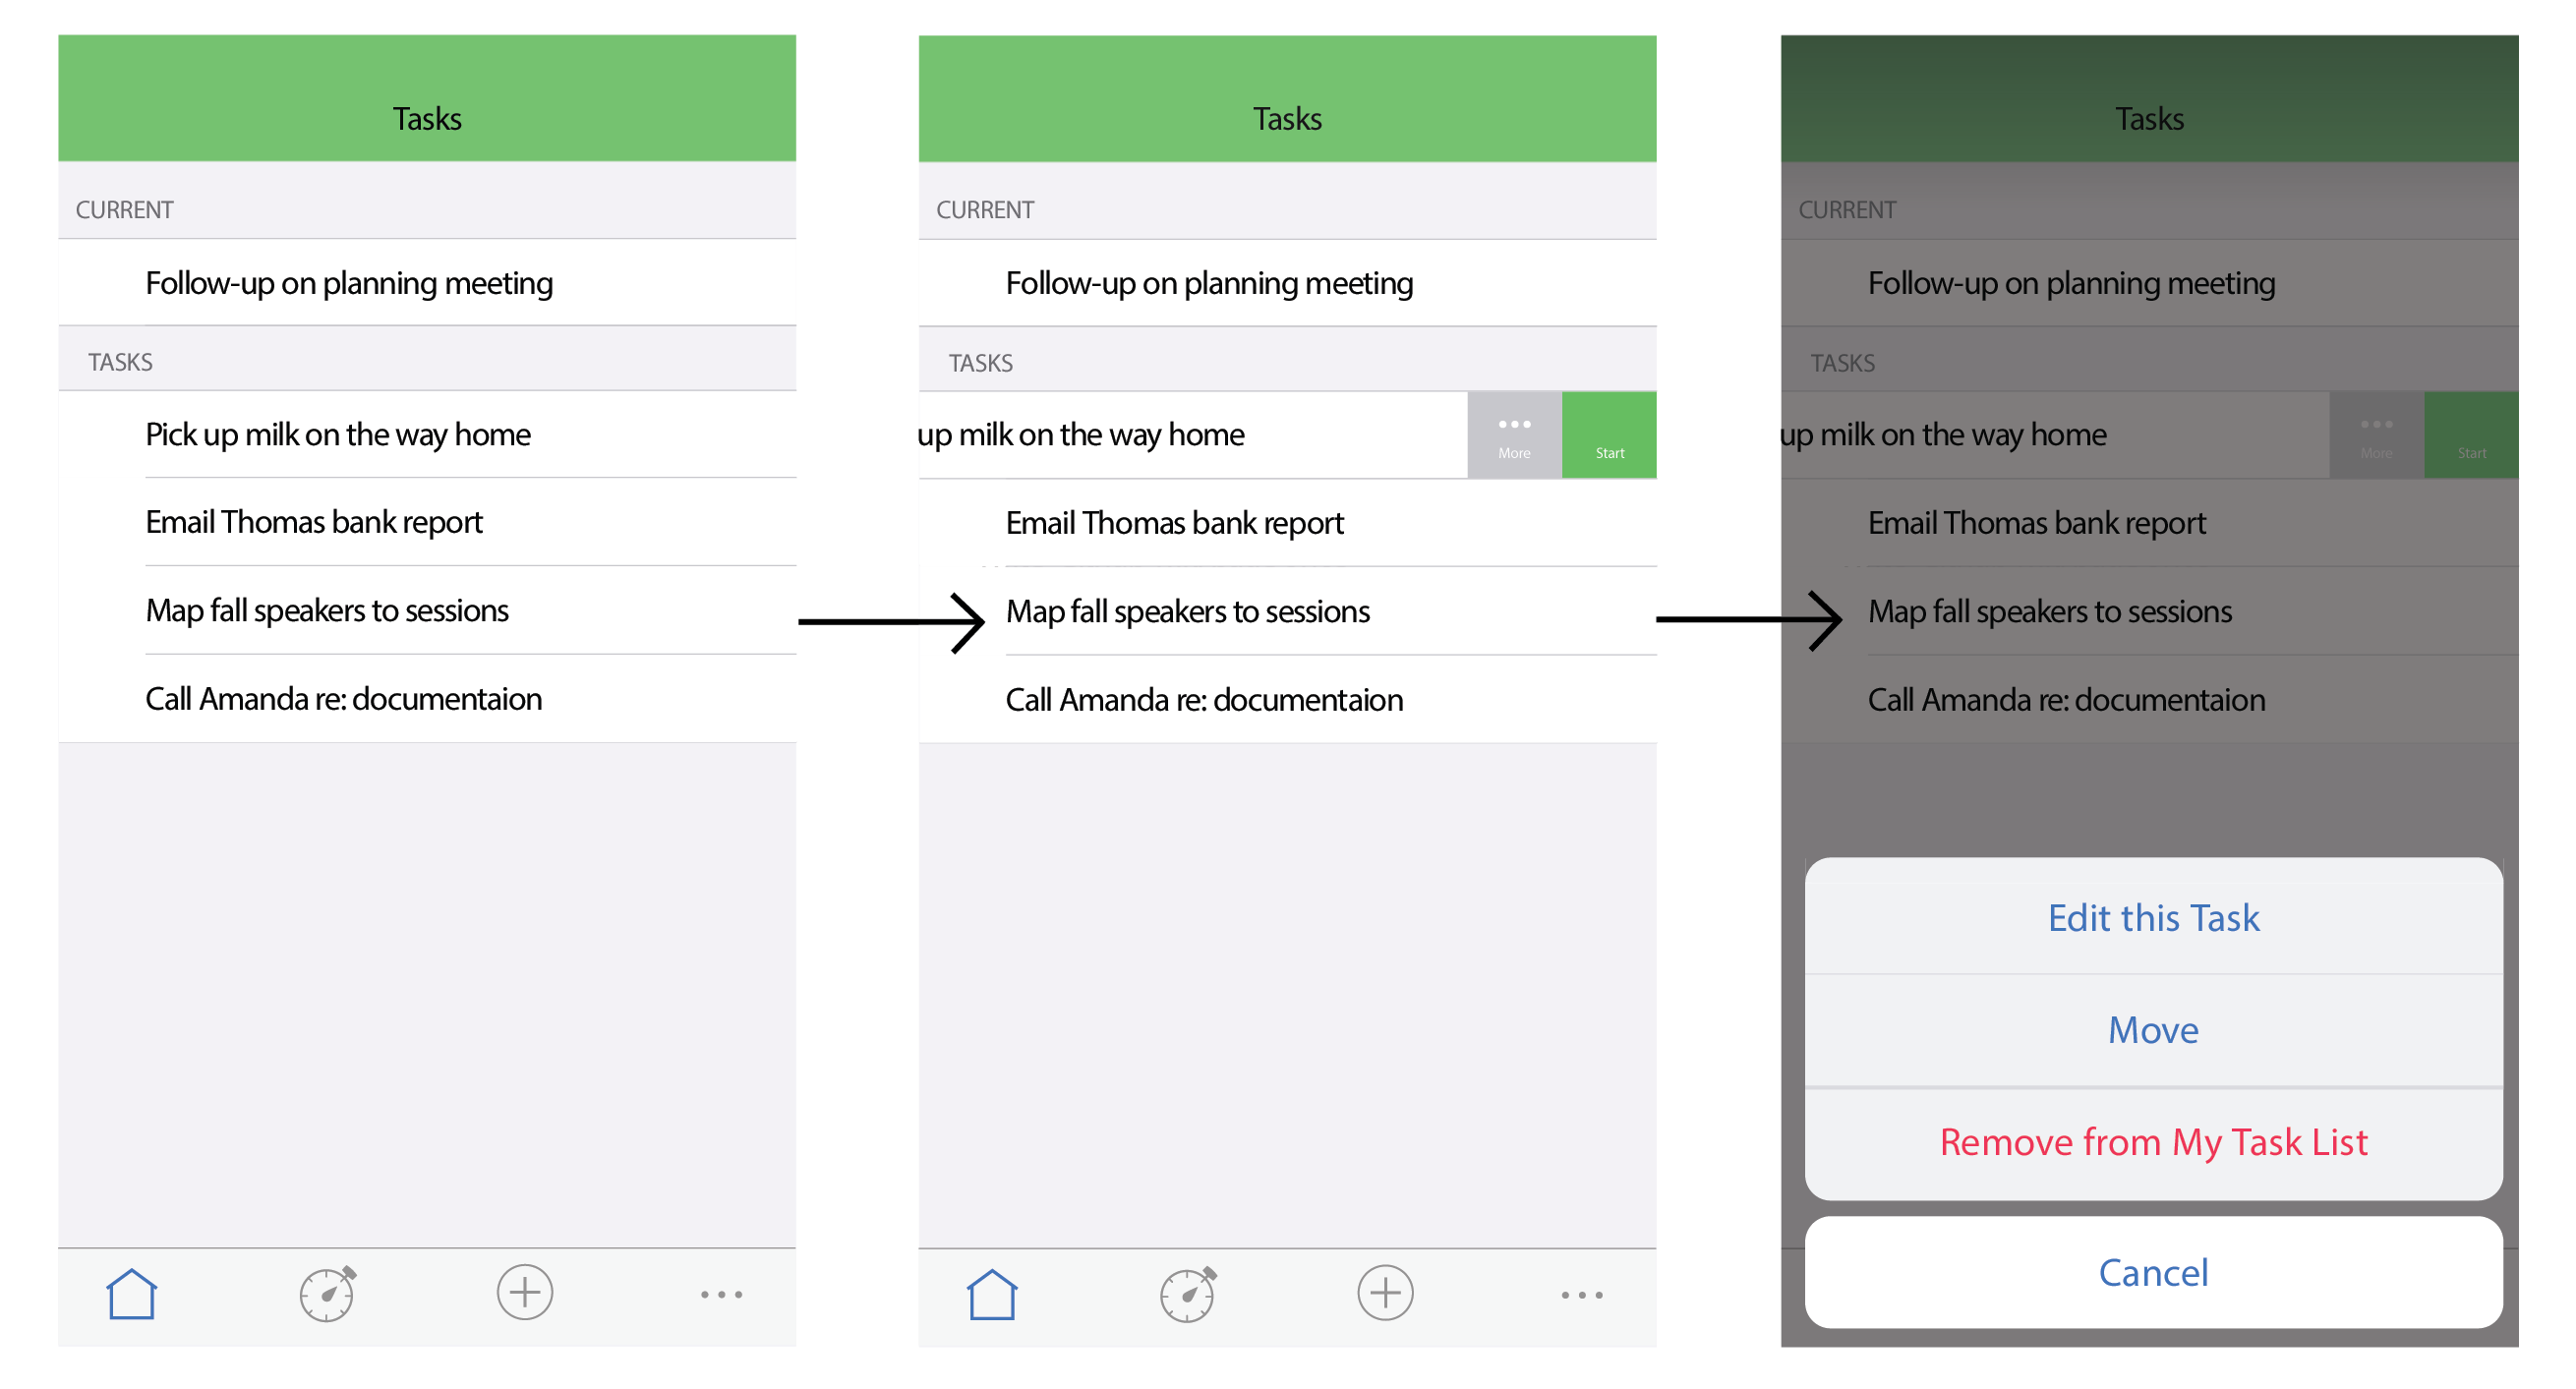 Tasks
CURRENT
Follow-up on planning meeting
TASKS
Pick up milk on the way home
Email Thomas bank report
Map fall speakers to sessions
Call Amanda re: documentaion
Tasks
CURRENT
Follow-up on planning meeting
TASKS
up milk on the way home
More
Start
Email Thomas bank report
Map fall speakers to sessions
Call Amanda re: documentaion
Tasks
CURRENT
Follow-up on planning meeting
TASKS
up milk on the way home
More
Start
Email Thomas bank report
Map fall speakers to sessions
Call Amanda re: documentaion
Edit this Task
Move
Remove from My Task List
Cancel